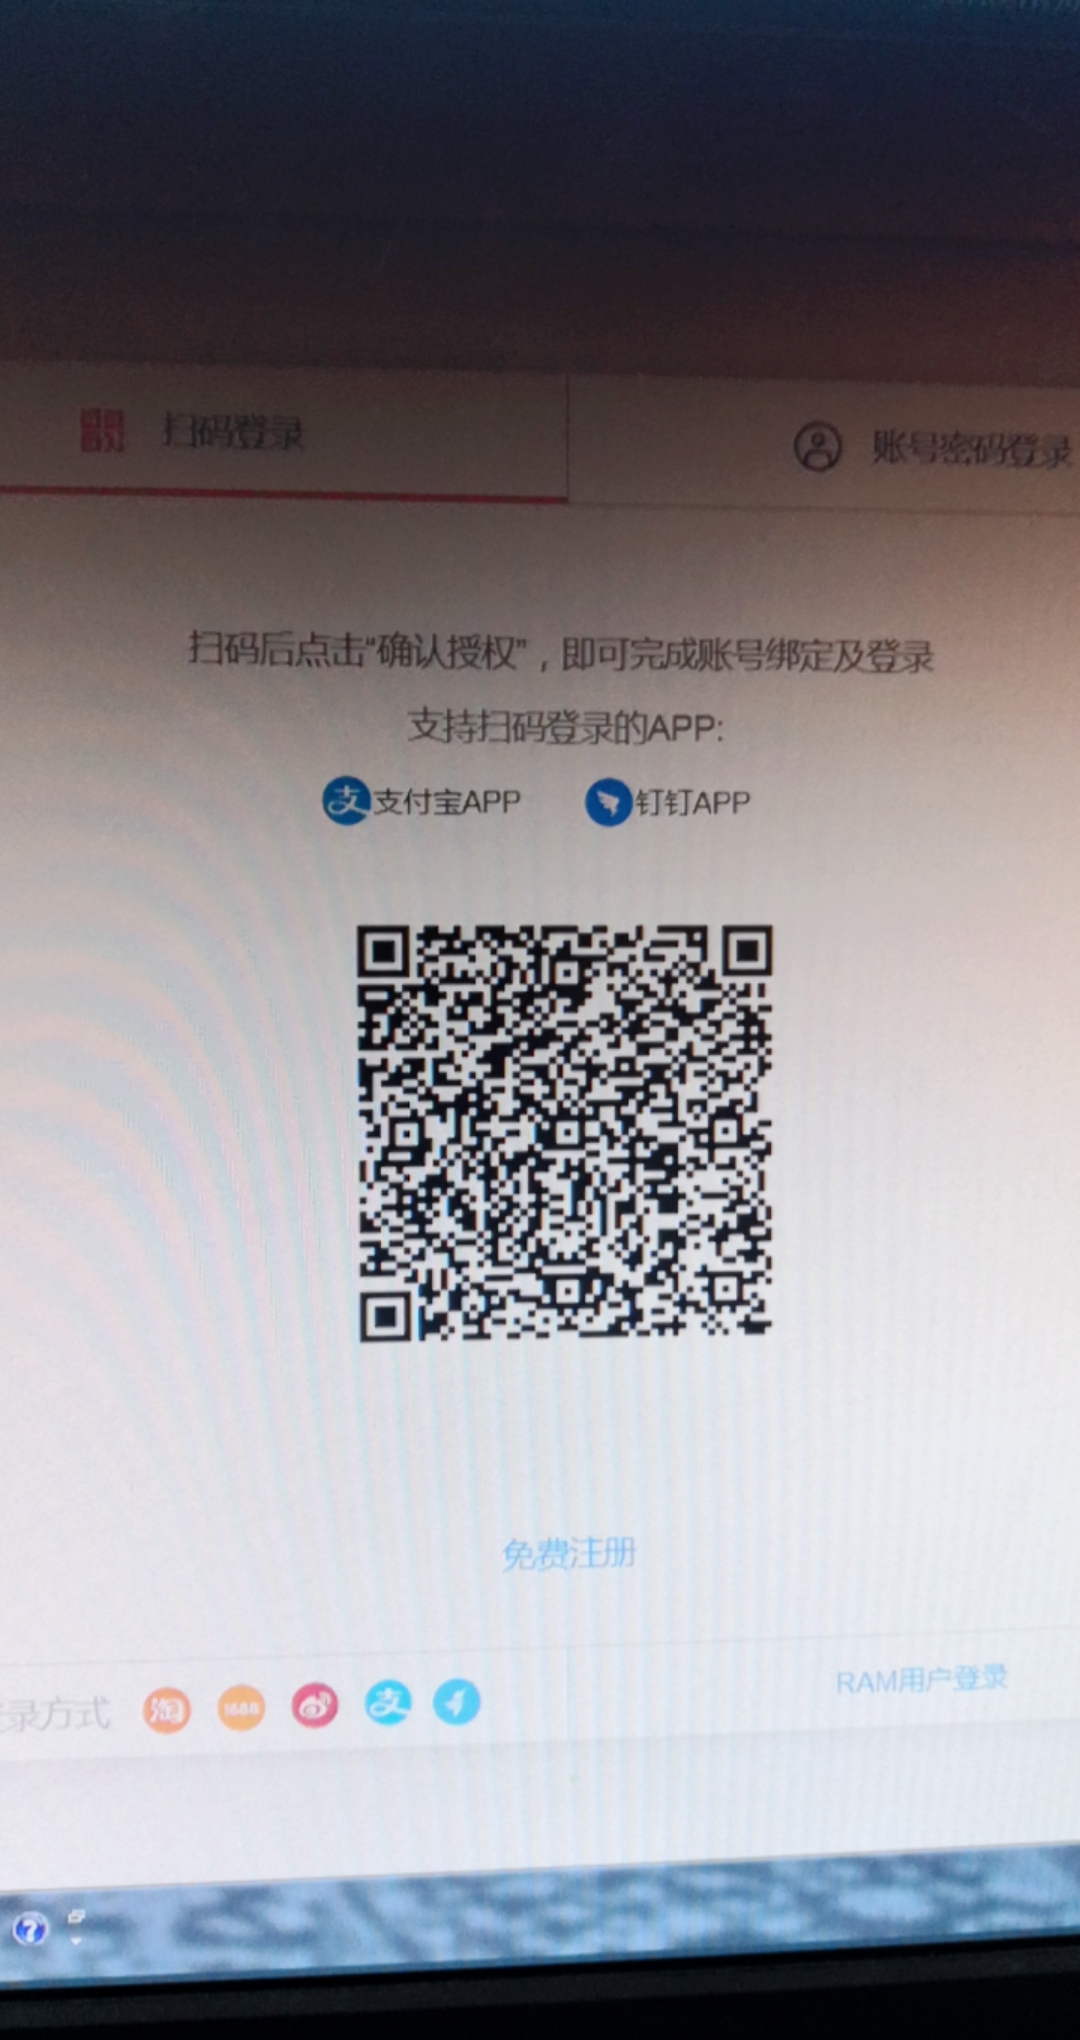 扫码登录
账号密码登录
扫码后点击“确认授权”，即可完成账号绑定及登录
支持扫码登录的APP:
支付宝APP 钉钉APP
免费注册
录方式 淘 1688 支
RAM用户登录
?